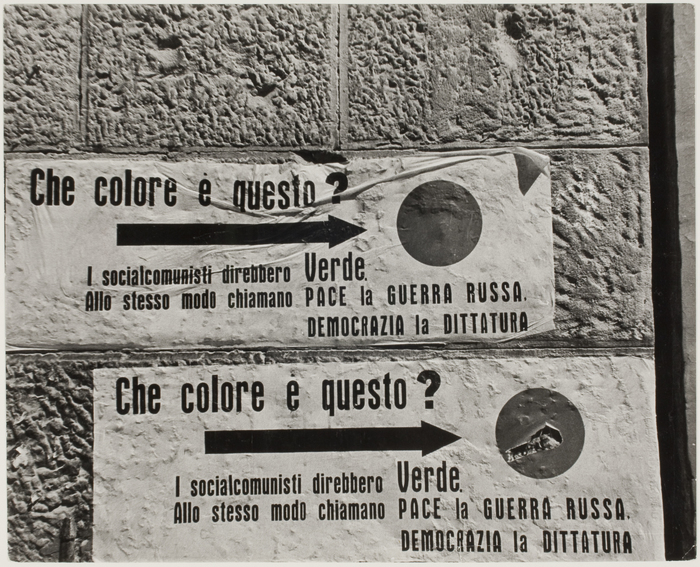 Che colore è questo?
I socialcomunisti direbbero Verde.
Allo stesso modo chiamano PACE la GUERRA RUSSA.
DEMOCRAZIA la DITTATURA
Che colore è questo?
I socialcomunisti direbbero Verde.
Allo stesso modo chiamano PACE la GUERRA RUSSA.
DEMOCRAZIA la DITTATURA